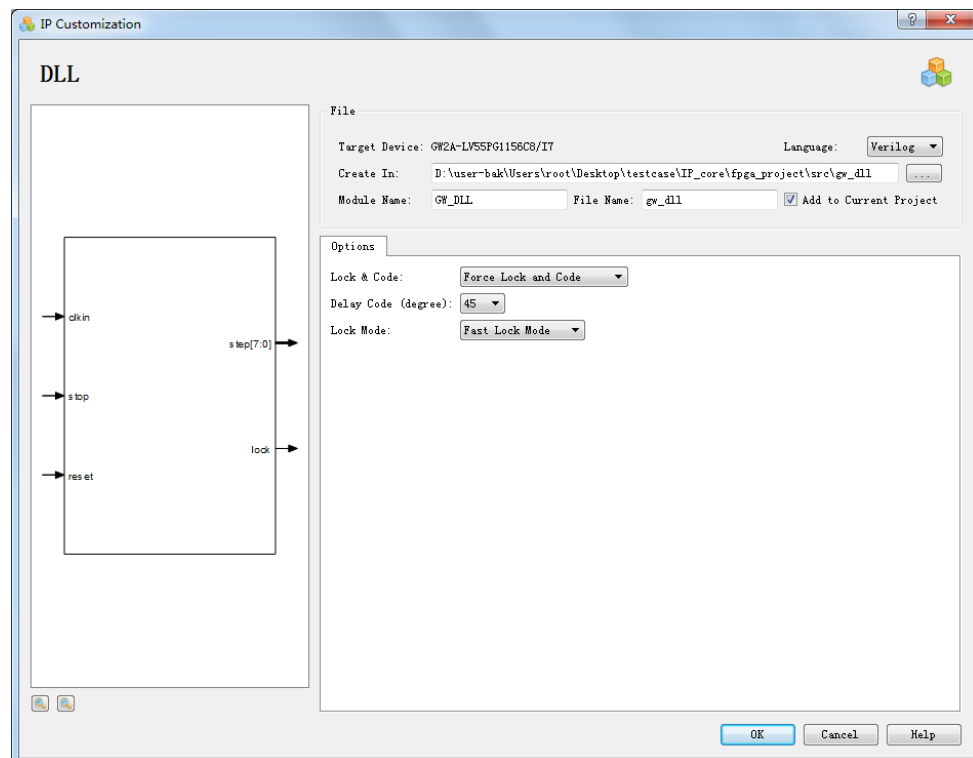 IP Customization
DLL
File
Target Device: GW2A-LV55PG1156C8/I7 Language: Verilog
Create In: D:\user-bak\Users\root\Desktop\testcase\IP_core\fpga_project\src\gw_dll ...
Module Name: GW_DLL File Name: gw_dll Add to Current Project
Options
Lock & Code: Force Lock and Code
Delay Code (degree): 45
Lock Mode: Fast Lock Mode
clkin
step[7:0]
stop
lock
reset
OK Cancel Help